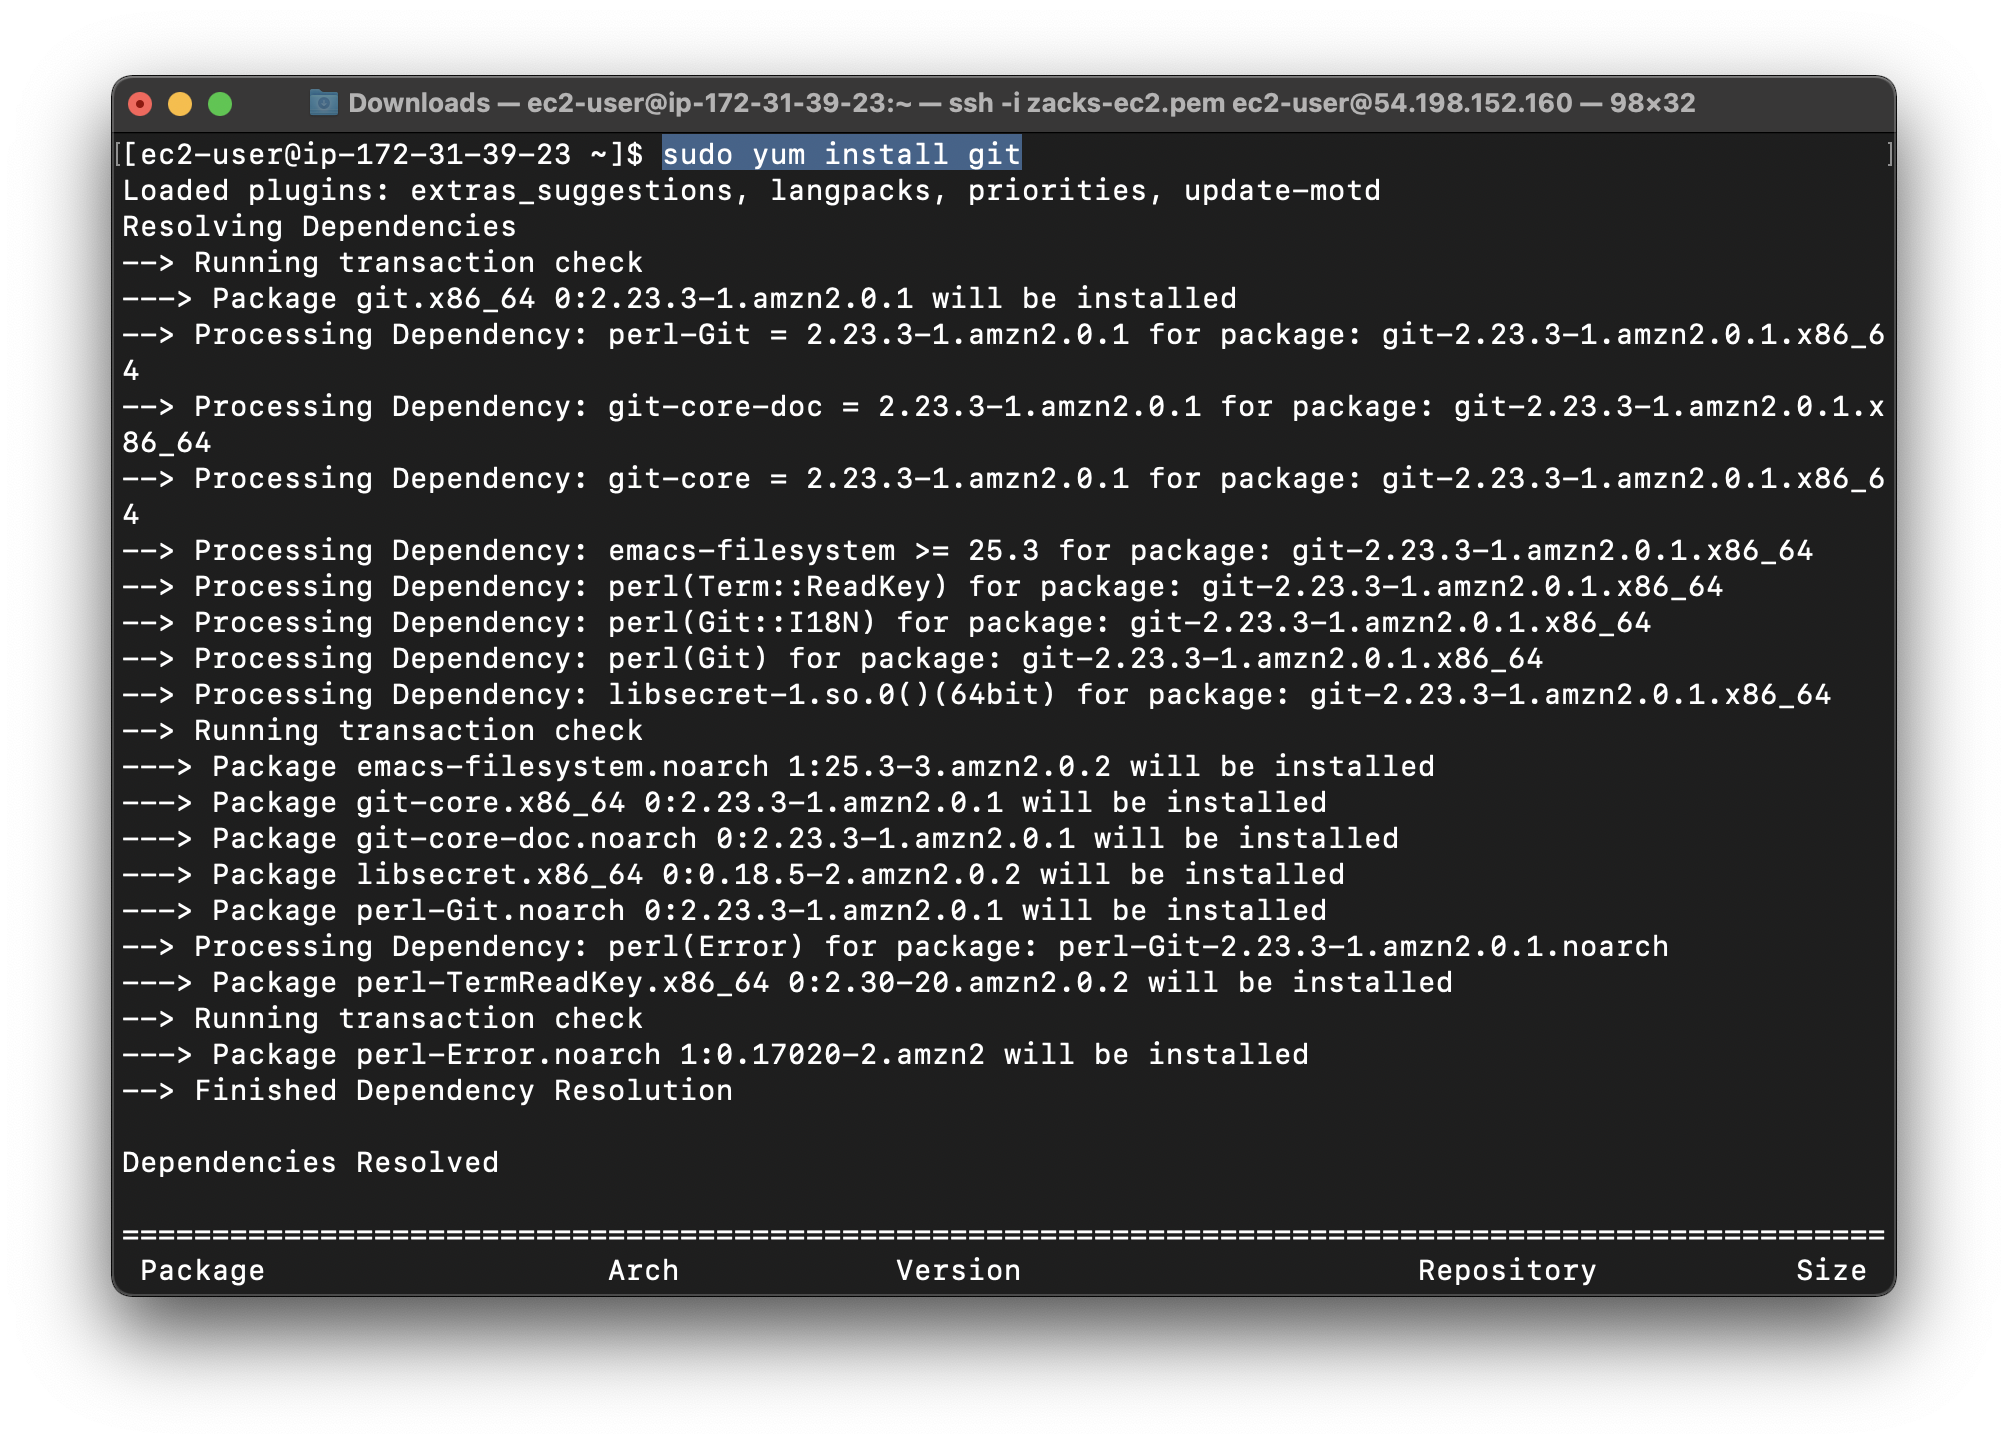 Downloads — ec2-user@ip-172-31-39-23:~ — ssh -i zacks-ec2.pem ec2-user@54.198.152.160 — 98×32
[[ec2-user@ip-172-31-39-23 ~]$ sudo yum install git ]
Loaded plugins: extras_suggestions, langpacks, priorities, update-motd
Resolving Dependencies
--> Running transaction check
---> Package git.x86_64 0:2.23.3-1.amzn2.0.1 will be installed
--> Processing Dependency: perl-Git = 2.23.3-1.amzn2.0.1 for package: git-2.23.3-1.amzn2.0.1.x86_6
4
--> Processing Dependency: git-core-doc = 2.23.3-1.amzn2.0.1 for package: git-2.23.3-1.amzn2.0.1.x
86_64
--> Processing Dependency: git-core = 2.23.3-1.amzn2.0.1 for package: git-2.23.3-1.amzn2.0.1.x86_6
4
--> Processing Dependency: emacs-filesystem >= 25.3 for package: git-2.23.3-1.amzn2.0.1.x86_64
--> Processing Dependency: perl(Term::ReadKey) for package: git-2.23.3-1.amzn2.0.1.x86_64
--> Processing Dependency: perl(Git::I18N) for package: git-2.23.3-1.amzn2.0.1.x86_64
--> Processing Dependency: perl(Git) for package: git-2.23.3-1.amzn2.0.1.x86_64
--> Processing Dependency: libsecret-1.so.0()(64bit) for package: git-2.23.3-1.amzn2.0.1.x86_64
--> Running transaction check
---> Package emacs-filesystem.noarch 1:25.3-3.amzn2.0.2 will be installed
---> Package git-core.x86_64 0:2.23.3-1.amzn2.0.1 will be installed
---> Package git-core-doc.noarch 0:2.23.3-1.amzn2.0.1 will be installed
---> Package libsecret.x86_64 0:0.18.5-2.amzn2.0.2 will be installed
---> Package perl-Git.noarch 0:2.23.3-1.amzn2.0.1 will be installed
--> Processing Dependency: perl(Error) for package: perl-Git-2.23.3-1.amzn2.0.1.noarch
---> Package perl-TermReadKey.x86_64 0:2.30-20.amzn2.0.2 will be installed
--> Running transaction check
---> Package perl-Error.noarch 1:0.17020-2.amzn2 will be installed
--> Finished Dependency Resolution
Dependencies Resolved
==================================================================================================
Package Arch Version Repository Size